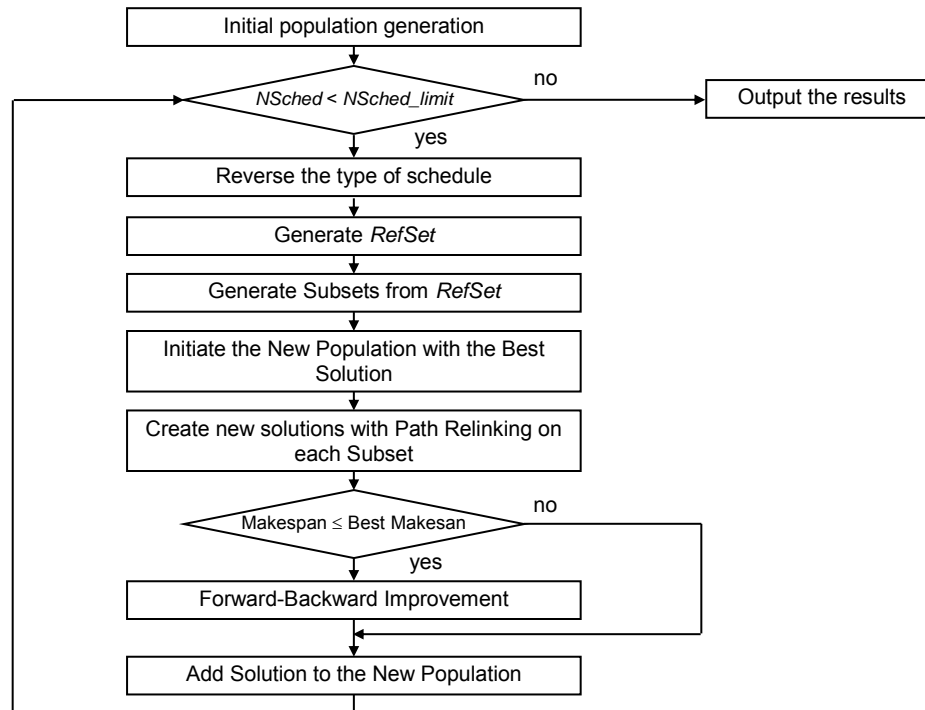 Initial population generation
NSched < NSched_limit
no
Output the results
yes
Reverse the type of schedule
Generate RefSet
Generate Subsets from RefSet
Initiate the New Population with the Best
Solution
Create new solutions with Path Relinking on
each Subset
Makespan ≤ Best Makesan
no
yes
Forward-Backward Improvement
Add Solution to the New Population